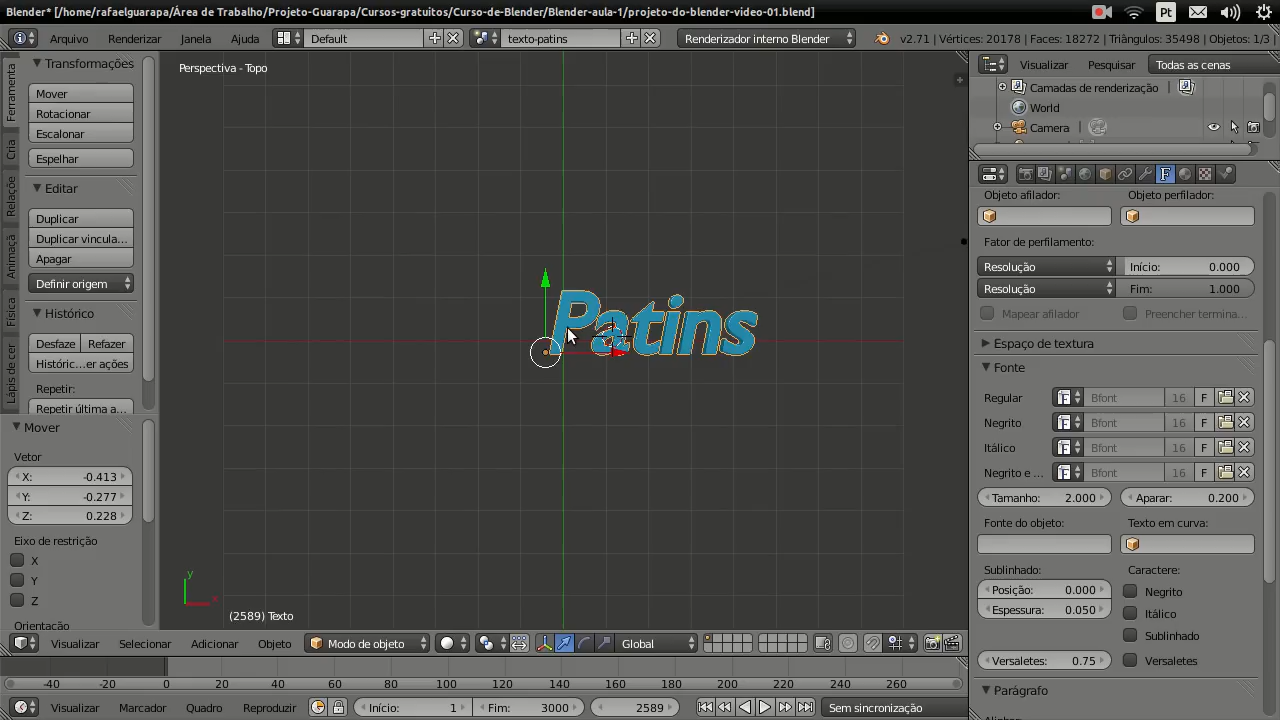 Blender* [/home/rafaelguarapa/Área de Trabalho/Projeto-Guarapa/Cursos-gratuitos/Curso-de-Blender/Blender-aula-1/projeto-do-blender-video-01.blend]
Pt
Arquivo Renderizar Janela Ajuda Default texto-patins Renderizador interno Blender v2.71 | Vértices: 20178 | Faces: 18272 | Triângulos: 35498 | Objetos: 1/3
Ferramenta
Cria
Relaçõe
Animaçã
Física
Lápis de cer
Transformações
Mover
Rotacionar
Escalonar
Espelhar
Editar
Duplicar
Duplicar vincula...
Apagar
Definir origem
Histórico
Desfaze Refazer
Históric...er ações
Repetir:
Repetir última a...
Mover
Vetor
X: -0.413
Y: -0.277
Z: 0.228
Eixo de restrição
X
Y
Z
Orientação
Perspectiva - Topo
Patins
y
x
(2589) Texto
Visualizar Selecionar Adicionar Objeto Modo de objeto Global
-40 -20 0 20 40 60 80 100 120 140 160 180 200 220 240 260
Visualizar Marcador Quadro Reproduzir Início: 1 Fim: 3000 2589 Sem sincronização
Visualizar Pesquisar Todas as cenas
Camadas de renderização
World
Camera
Objeto afilador: Objeto perfilador:
Fator de perfilamento:
Resolução Início: 0.000
Resolução Fim: 1.000
Mapear afilador Preencher termina...
Espaço de textura
Fonte
Regular Bfont 16 F
Negrito Bfont 16 F
Itálico Bfont 16 F
Negrito e ... Bfont 16 F
Tamanho: 2.000 Aparar: 0.200
Fonte do objeto: Texto em curva:
Sublinhado: Caractere:
Posição: 0.000 Negrito
Espessura: 0.050 Itálico
Sublinhado
Versaletes: 0.75 Versaletes
Parágrafo